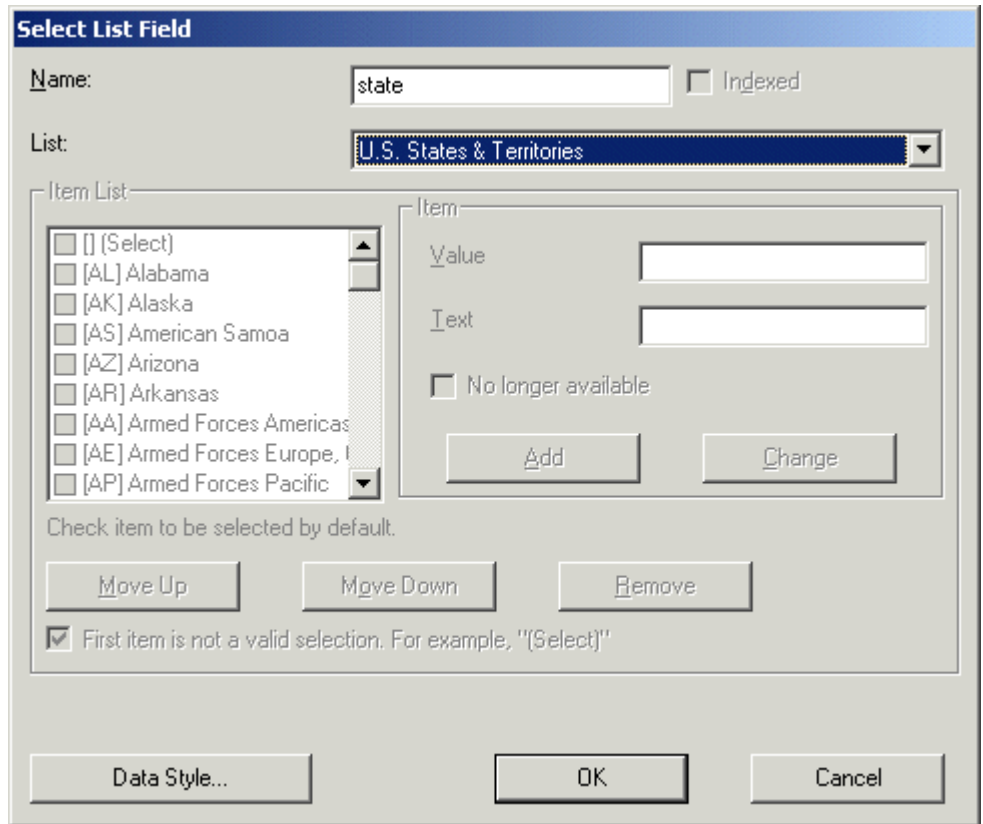 Select List Field
Name:
state
Indexed
List:
U.S. States & Territories
Item List
[] (Select)
[AL] Alabama
[AK] Alaska
[AS] American Samoa
[AZ] Arizona
[AR] Arkansas
[AA] Armed Forces Americas
[AE] Armed Forces Europe,
[AP] Armed Forces Pacific
Item
Value
Text
No longer available
Add
Change
Check item to be selected by default.
Move Up
Move Down
Remove
First item is not a valid selection. For example, "(Select)"
Data Style...
OK
Cancel